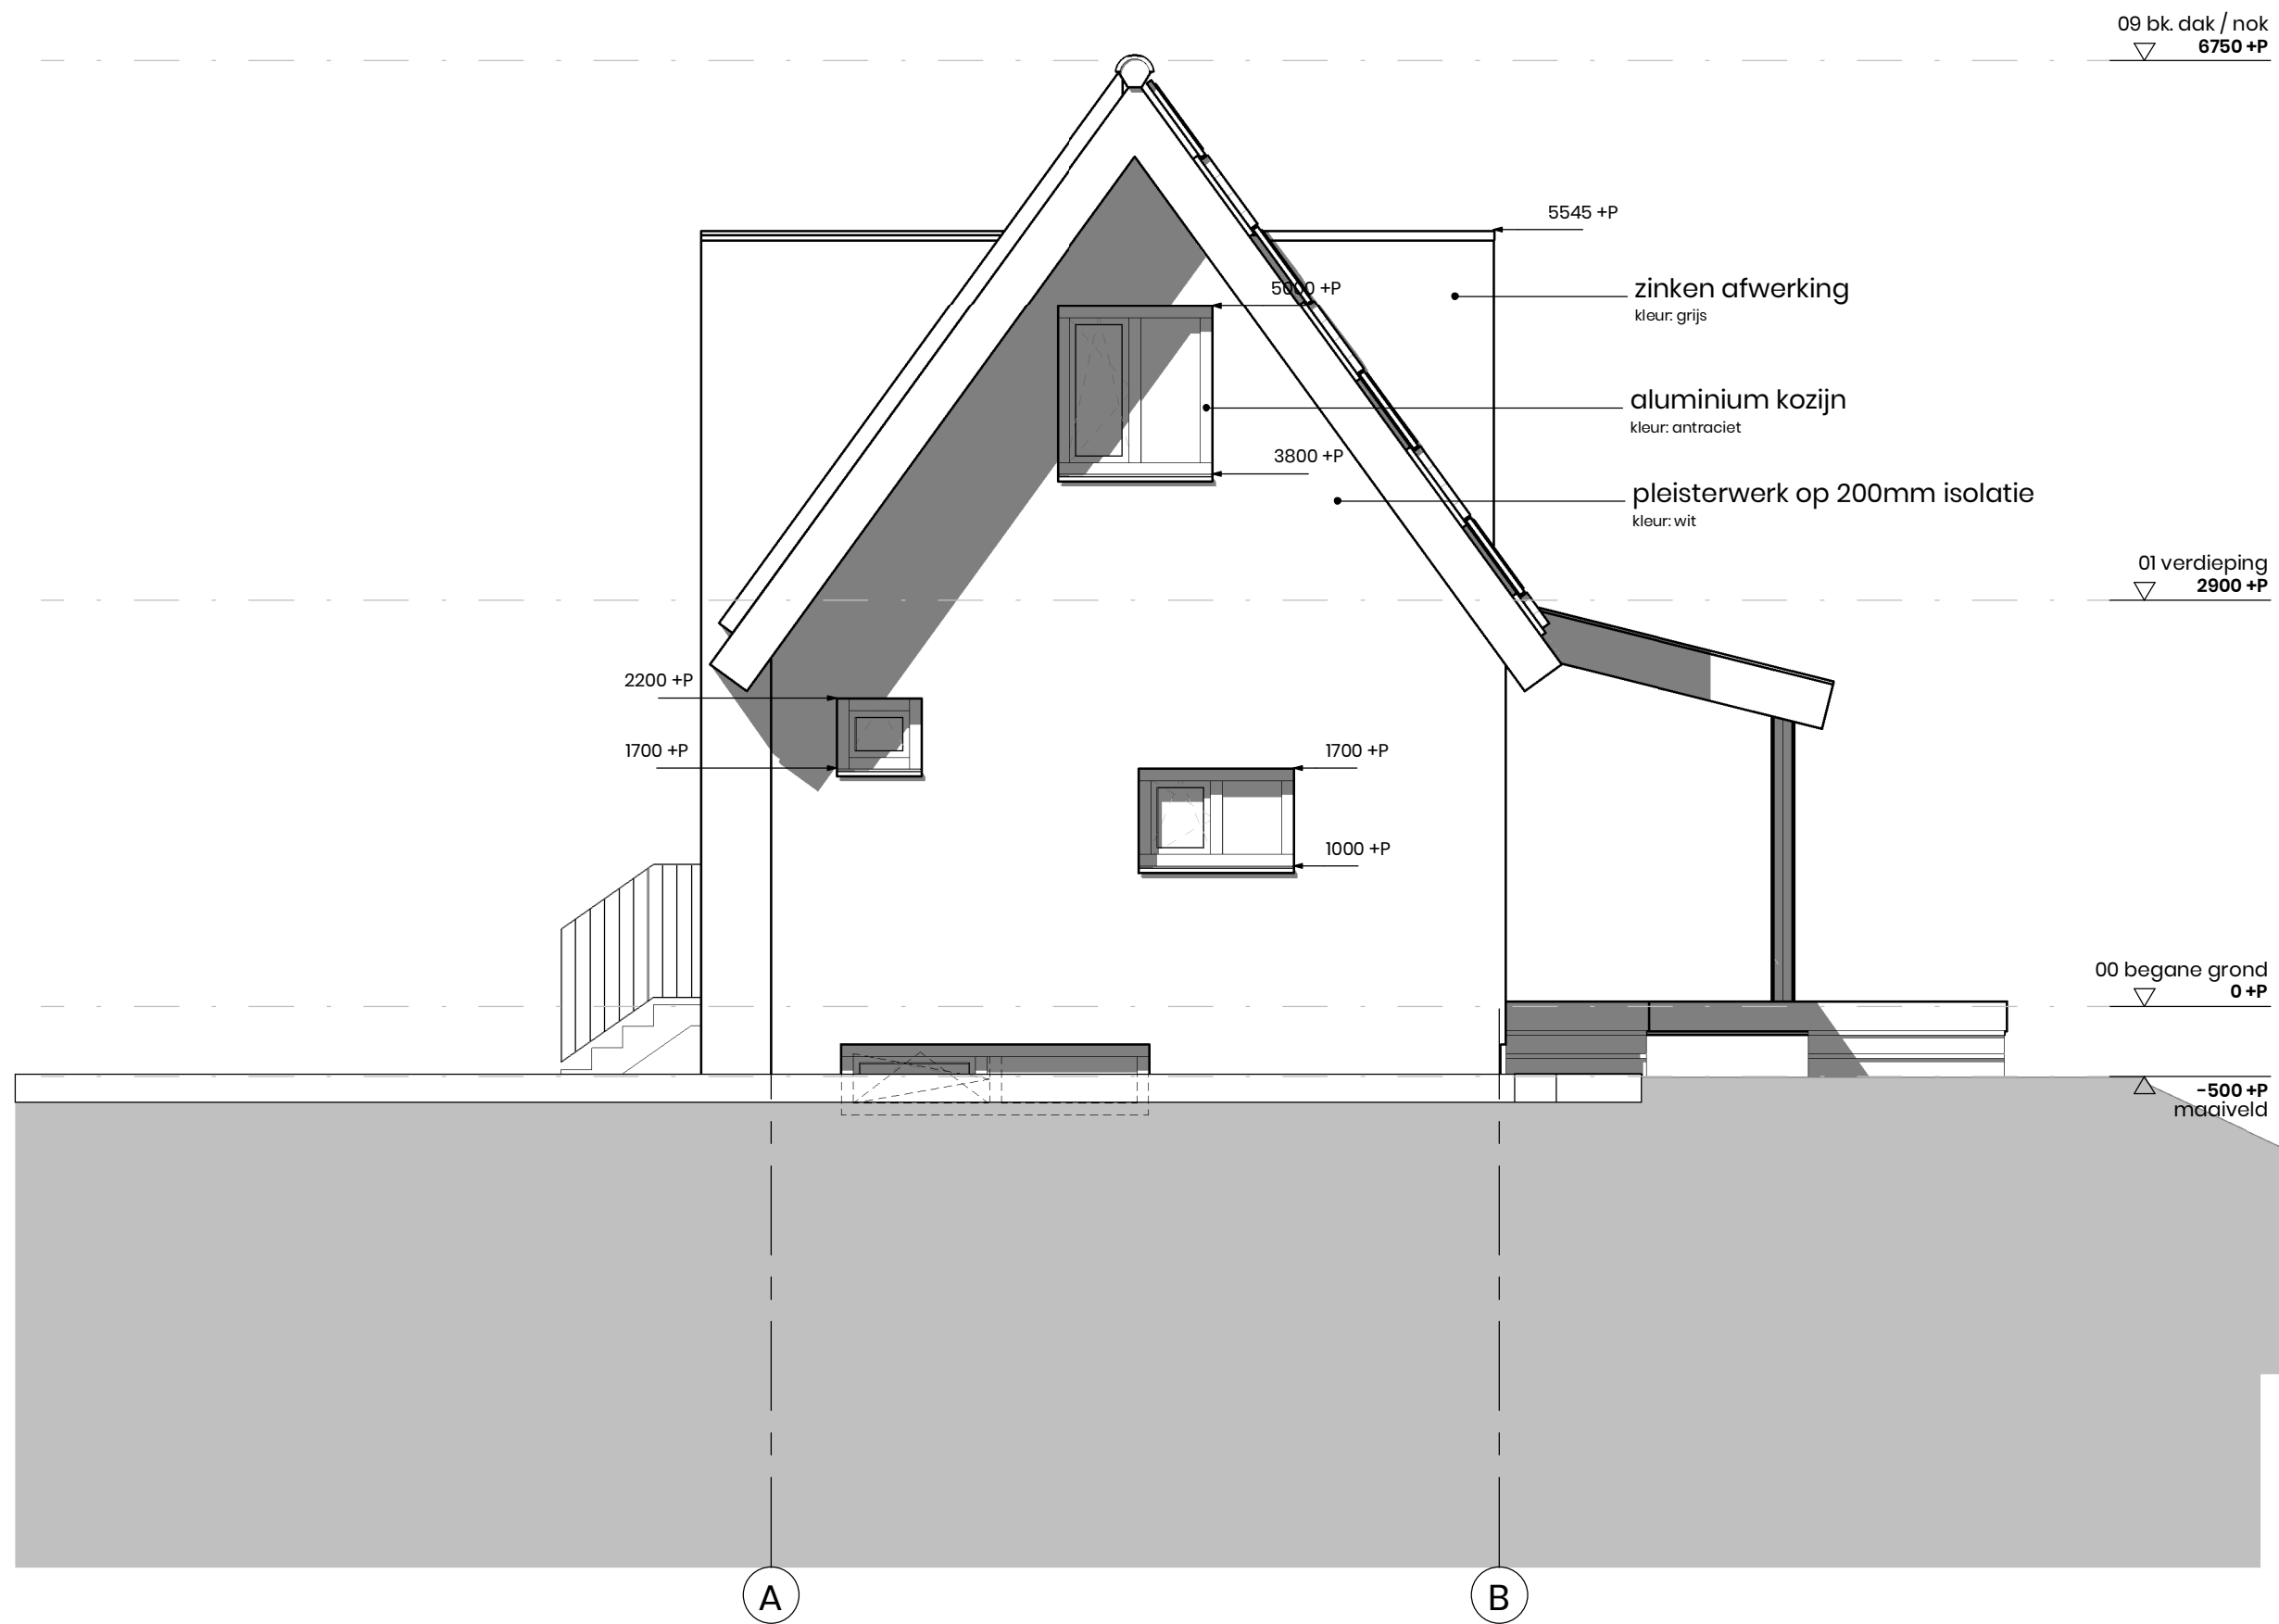 09 bk. dak / nok
6750 +P
5545 +P
zinken afwerking
kleur: grijs
5000 +P
aluminium kozijn
kleur: antraciet
3800 +P
pleisterwerk op 200mm isolatie
kleur: wit
01 verdieping
2900 +P
2200 +P
1700 +P
1700 +P
1000 +P
00 begane grond
0 +P
-500 +P
maaiveld
A
B